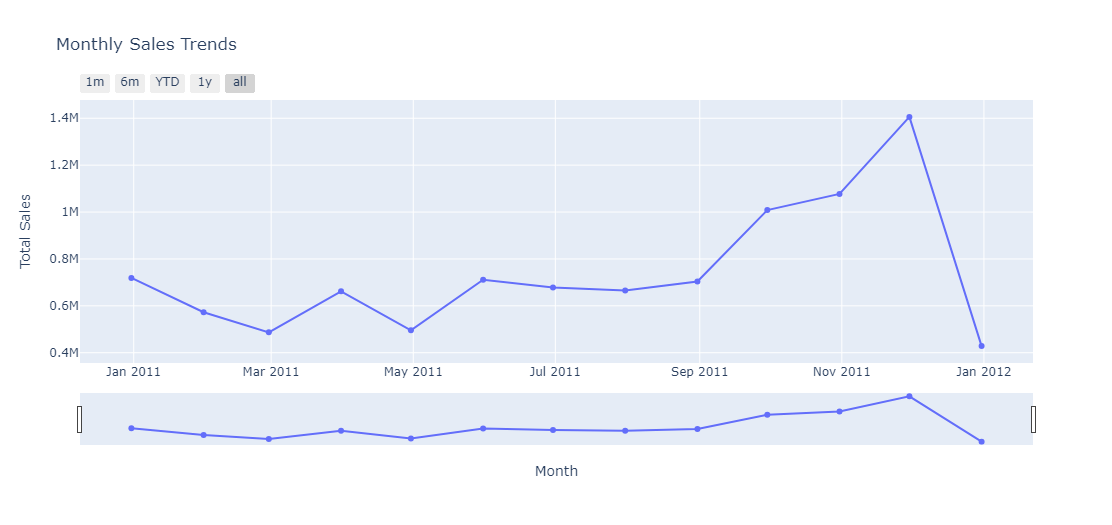 Monthly Sales Trends
1m 6m YTD 1y all
1.4M
1.2M
1M
0.8M
0.6M
0.4M
Total Sales
Jan 2011 Mar 2011 May 2011 Jul 2011 Sep 2011 Nov 2011 Jan 2012
Month